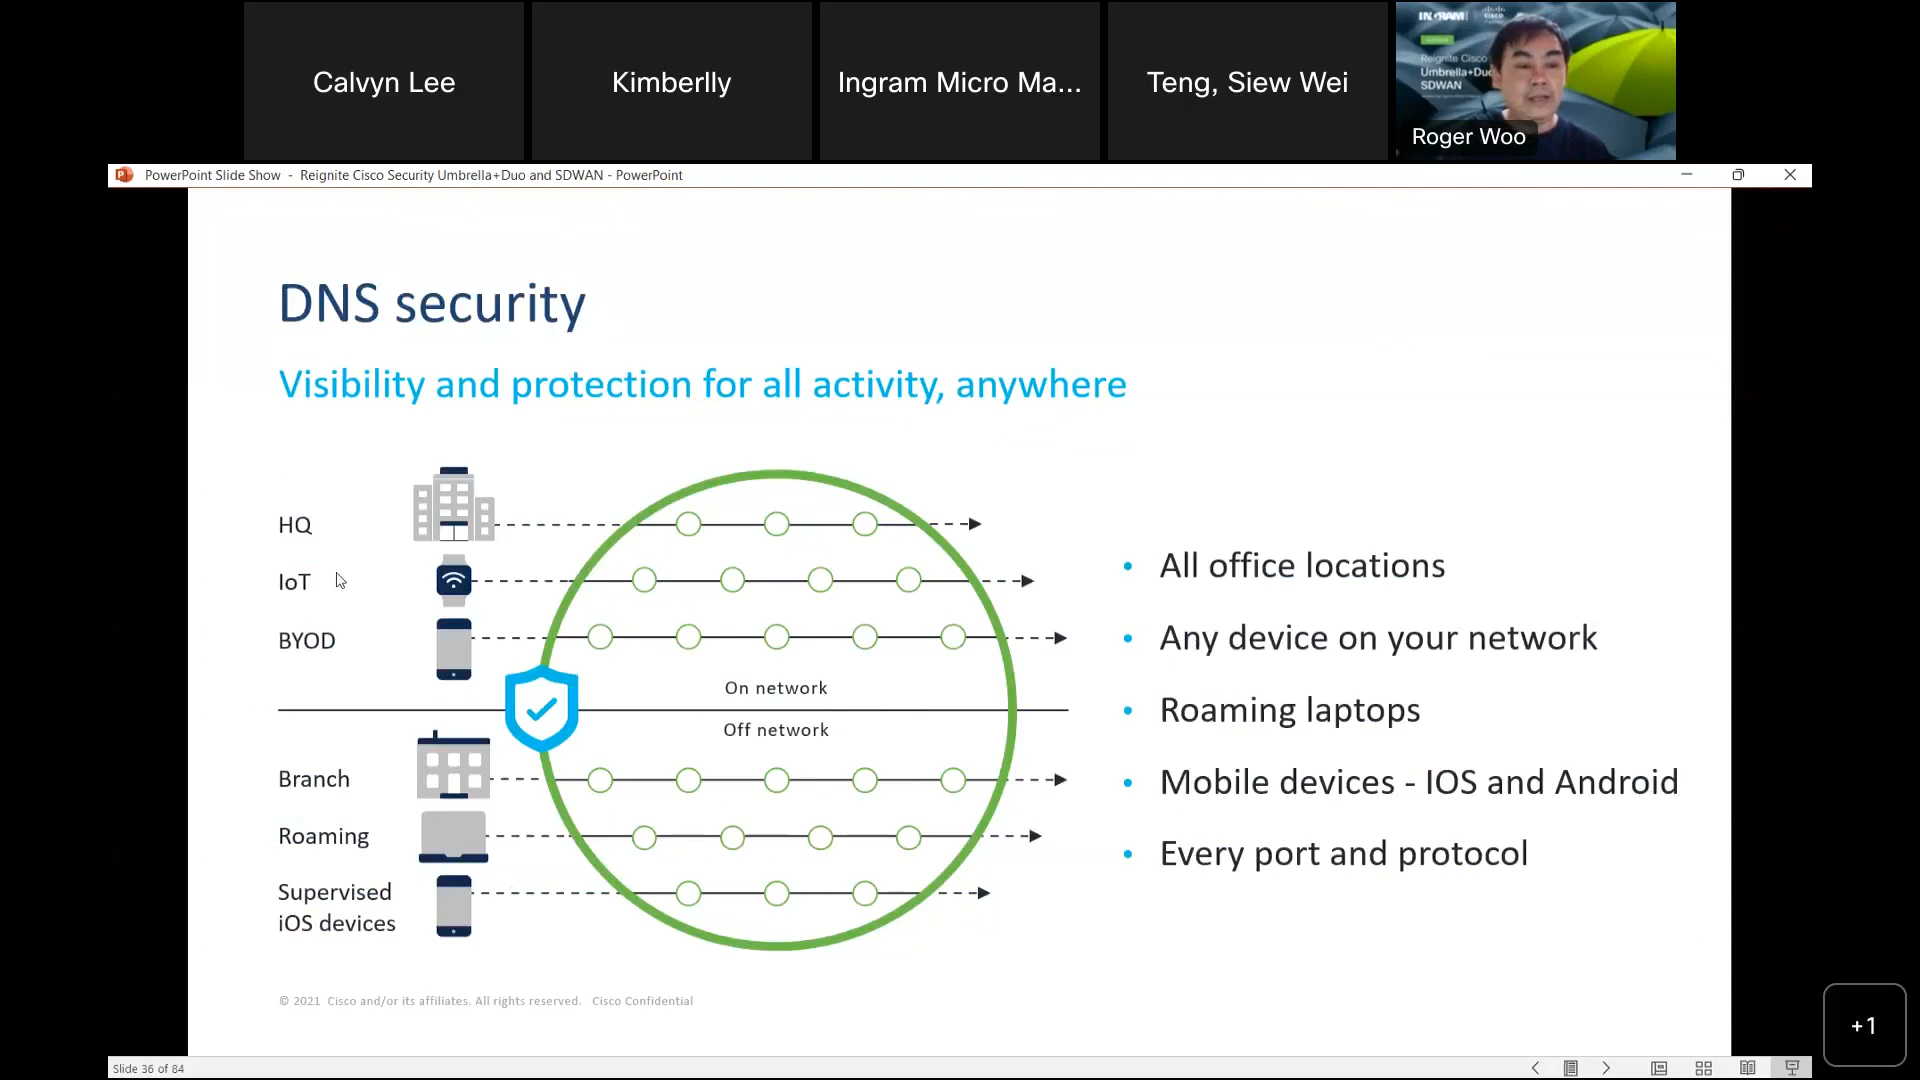 Calvyn Lee
Kimberlly
Ingram Micro Ma...
Teng, Siew Wei
INGRAM
CISCO
Reignite Cisco
Umbrella+Duo
SDWAN
Roger Woo
PowerPoint Slide Show - Reignite Cisco Security Umbrella+Duo and SDWAN - PowerPoint
DNS security
Visibility and protection for all activity, anywhere
HQ
IoT
BYOD
On network
Off network
Branch
Roaming
Supervised
iOS devices
• All office locations
• Any device on your network
• Roaming laptops
• Mobile devices - IOS and Android
• Every port and protocol
© 2021 Cisco and/or its affiliates. All rights reserved. Cisco Confidential
+1
Slide 36 of 84